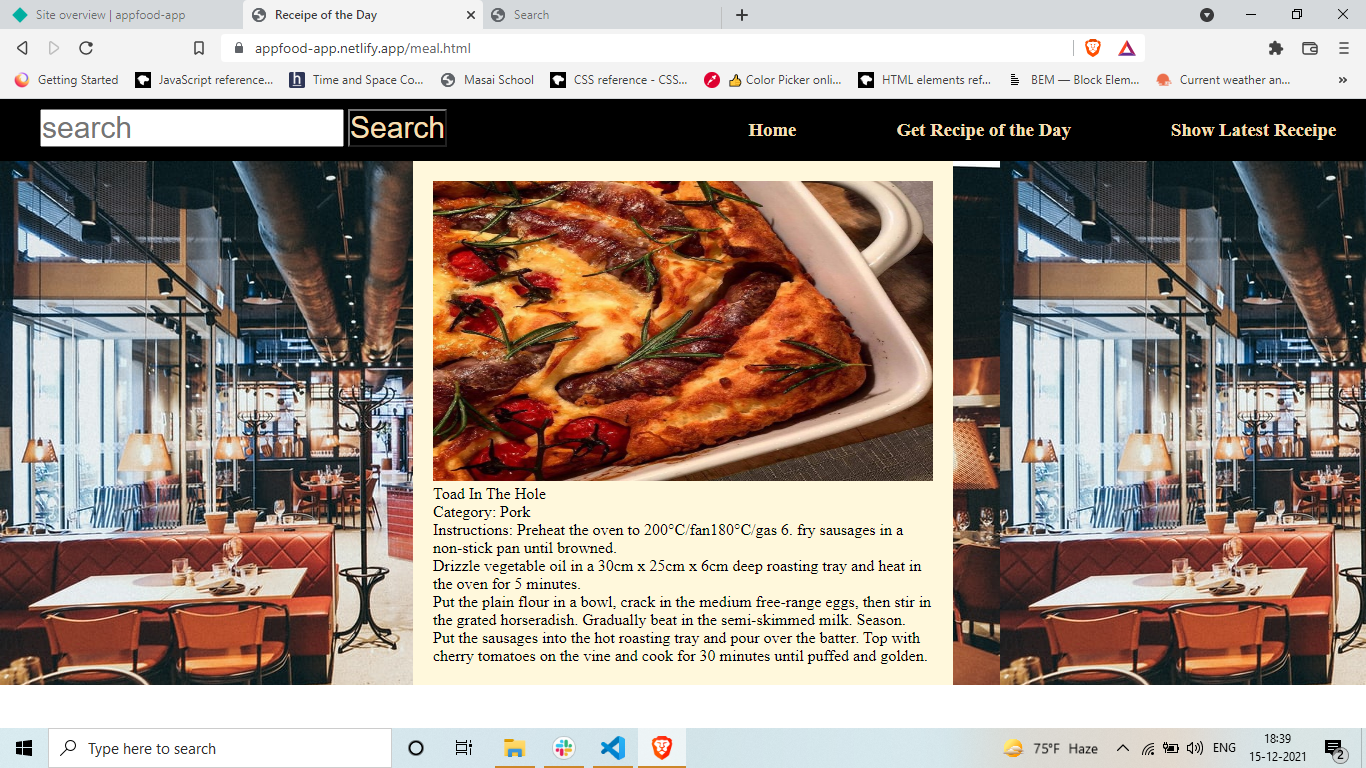 Site overview | appfood-app
Receipe of the Day
Search
appfood-app.netlify.app/meal.html
Getting Started
JavaScript reference...
Time and Space Co...
Masai School
CSS reference - CSS...
👍 Color Picker onli...
HTML elements ref...
BEM — Block Elem...
Current weather an...
»
search
Search
Home
Get Recipe of the Day
Show Latest Receipe
Toad In The Hole
Category: Pork
Instructions: Preheat the oven to 200°C/fan180°C/gas 6. fry sausages in a
non-stick pan until browned.
Drizzle vegetable oil in a 30cm x 25cm x 6cm deep roasting tray and heat in
the oven for 5 minutes.
Put the plain flour in a bowl, crack in the medium free-range eggs, then stir in
the grated horseradish. Gradually beat in the semi-skimmed milk. Season.
Put the sausages into the hot roasting tray and pour over the batter. Top with
cherry tomatoes on the vine and cook for 30 minutes until puffed and golden.
Type here to search
75°F Haze
ENG
18:39
15-12-2021
2